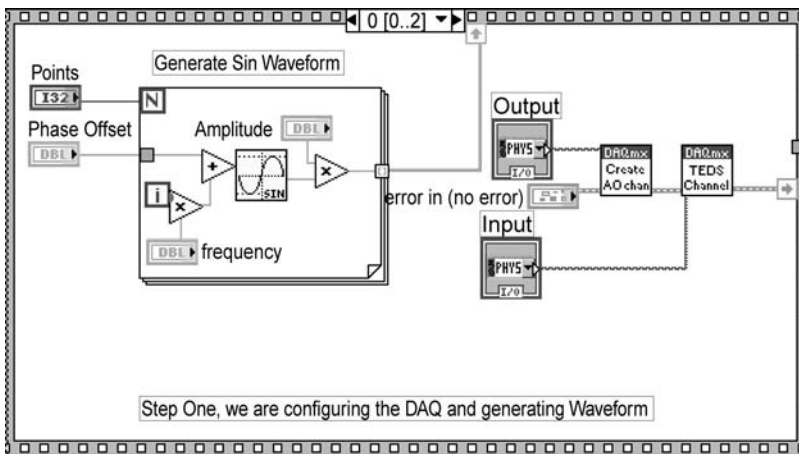 0 [0..2]
Generate Sin Waveform
Points
I32
N
Phase Offset
DBL
Amplitude
DBL
SIN
i
DBL
frequency
Output
PHYS
I/0
DAQmx
Create
AO chan
DAQmx
TEDS
Channel
error in (no error)
Input
PHYS
I/0
Step One, we are configuring the DAQ and generating Waveform